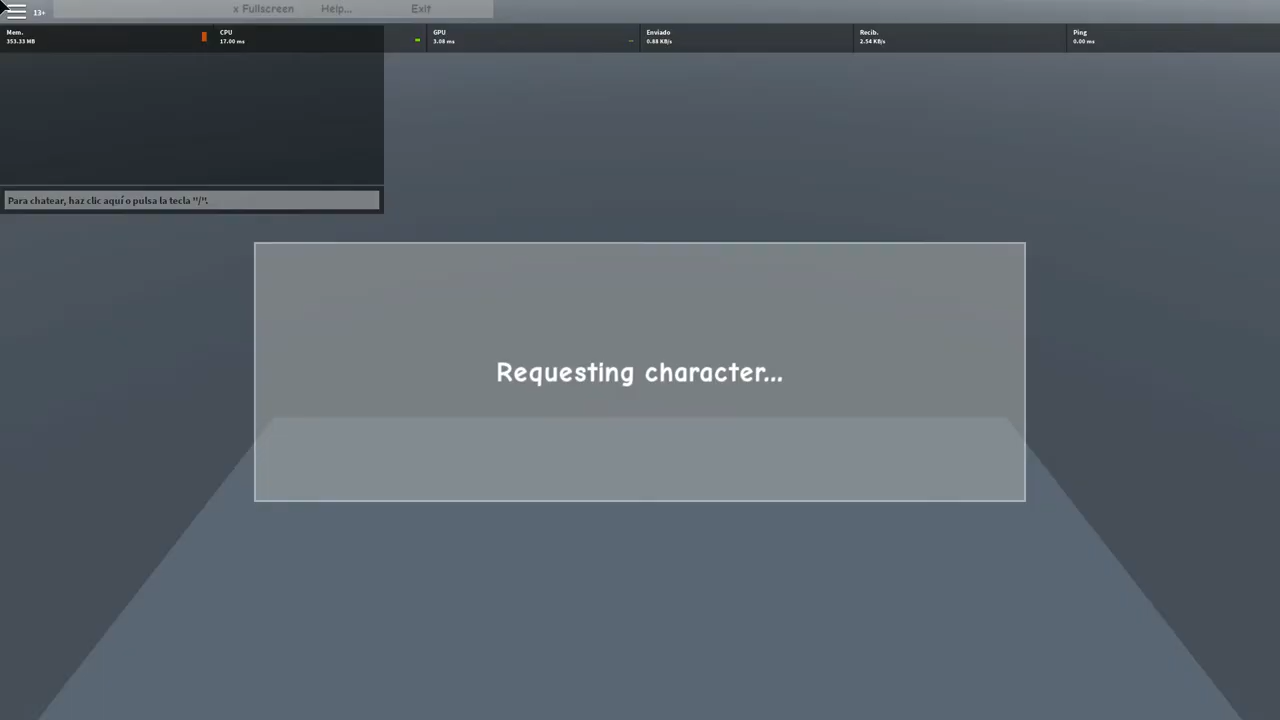 x Fullscreen Help... Exit
13+
Mem. CPU GPU Enviado Recib. Ping
353.33 MB 17.00 ms 3.08 ms 0.88 KB/s 2.54 KB/s 0.00 ms
Para chatear, haz clic aquí o pulsa la tecla "/".
Requesting character...